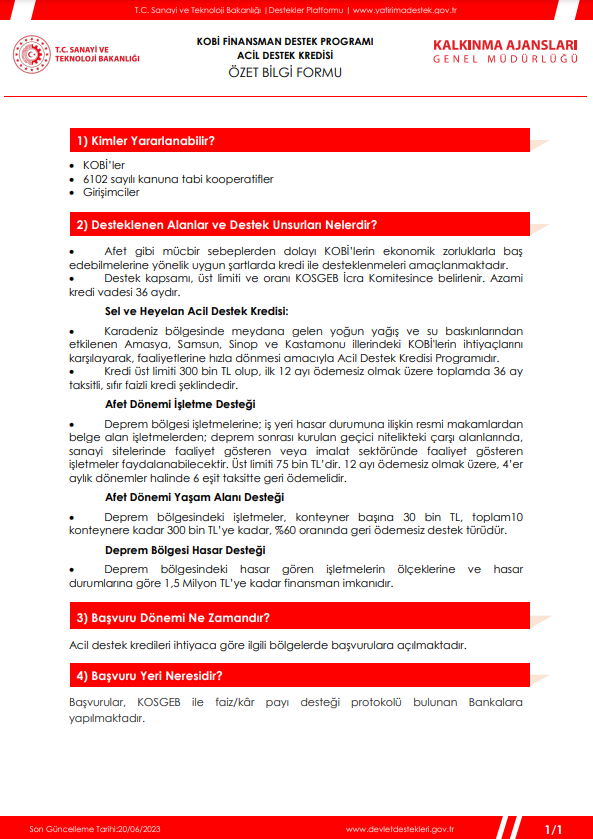 T.C. Sanayi ve Teknoloji Bakanlığı |Destekler Platformu | www.yatirimadestek.gov.tr
T.C. SANAYİ VE
TEKNOLOJİ BAKANLIĞI
KOBİ FİNANSMAN DESTEK PROGRAMI
ACİL DESTEK KREDİSİ
ÖZET BİLGİ FORMU
KALKINMA AJANSLARI
GENEL MÜDÜRLÜĞÜ
1) Kimler Yararlanabilir?
• KOBİ'ler
• 6102 sayılı kanuna tabi kooperatifler
• Girişimciler
2) Desteklenen Alanlar ve Destek Unsurları Nelerdir?
• Afet gibi mücbir sebeplerden dolayı KOBİ'lerin ekonomik zorluklarla baş
edebilmelerine yönelik uygun şartlarda kredi ile desteklenmeleri amaçlanmaktadır.
• Destek kapsamı, üst limiti ve oranı KOSGEB İcra Komitesince belirlenir. Azami
kredi vadesi 36 aydır.
Sel ve Heyelan Acil Destek Kredisi:
• Karadeniz bölgesinde meydana gelen yoğun yağış ve su baskınlarından
etkilenen Amasya, Samsun, Sinop ve Kastamonu illerindeki KOBİ'lerin ihtiyaçlarını
karşılayarak, faaliyetlerine hızla dönmesi amacıyla Acil Destek Kredisi Programıdır.
• Kredi üst limiti 300 bin TL olup, ilk 12 ayı ödemesiz olmak üzere toplamda 36 ay
taksitli, sıfır faizli kredi şeklindedir.
Afet Dönemi İşletme Desteği
• Deprem bölgesi işletmelerine; iş yeri hasar durumuna ilişkin resmi makamlardan
belge alan işletmelerden; deprem sonrası kurulan geçici nitelikteki çarşı alanlarında,
sanayi sitelerinde faaliyet gösteren veya imalat sektöründe faaliyet gösteren
işletmeler faydalanabilecektir. Üst limiti 75 bin TL'dir. 12 ayı ödemesiz olmak üzere, 4'er
aylık dönemler halinde 6 eşit taksitte geri ödemelidir.
Afet Dönemi Yaşam Alanı Desteği
• Deprem bölgesindeki işletmeler, konteyner başına 30 bin TL, toplam10
konteynere kadar 300 bin TL'ye kadar, %60 oranında geri ödemesiz destek türüdür.
Deprem Bölgesi Hasar Desteği
• Deprem bölgesindeki hasar gören işletmelerin ölçeklerine ve hasar
durumlarına göre 1,5 Milyon TL'ye kadar finansman imkanıdır.
3) Başvuru Dönemi Ne Zamandır?
Acil destek kredileri ihtiyaca göre ilgili bölgelerde başvurulara açılmaktadır.
4) Başvuru Yeri Neresidir?
Başvurular, KOSGEB ile faiz/kâr payı desteği protokolü bulunan Bankalara
yapılmaktadır.
Son Güncelleme Tarihi:20/06/2023
www.devletdestekleri.gov.tr
1/1